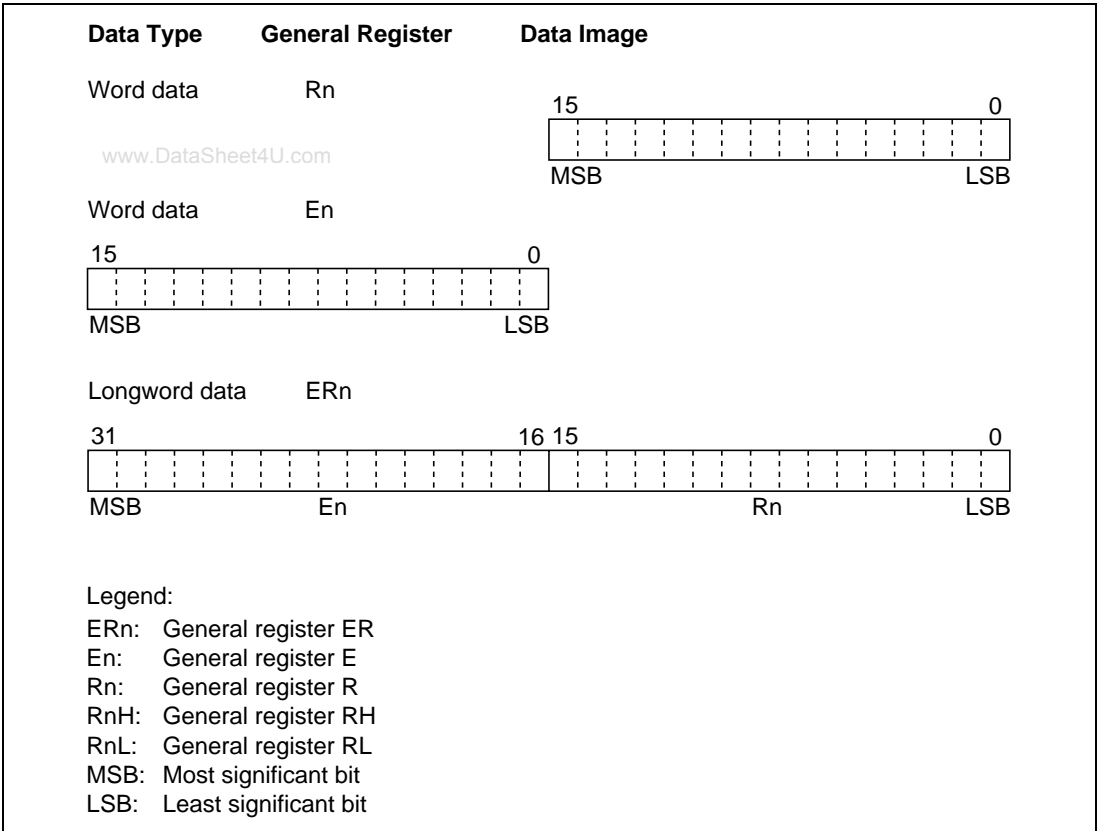 Data Type General Register Data Image
Word data Rn
15 0
www.DataSheet4U.com
MSB LSB
Word data En
15 0
MSB LSB
Longword data ERn
31 16 15 0
MSB En Rn LSB
Legend:
ERn: General register ER
En: General register E
Rn: General register R
RnH: General register RH
RnL: General register RL
MSB: Most significant bit
LSB: Least significant bit